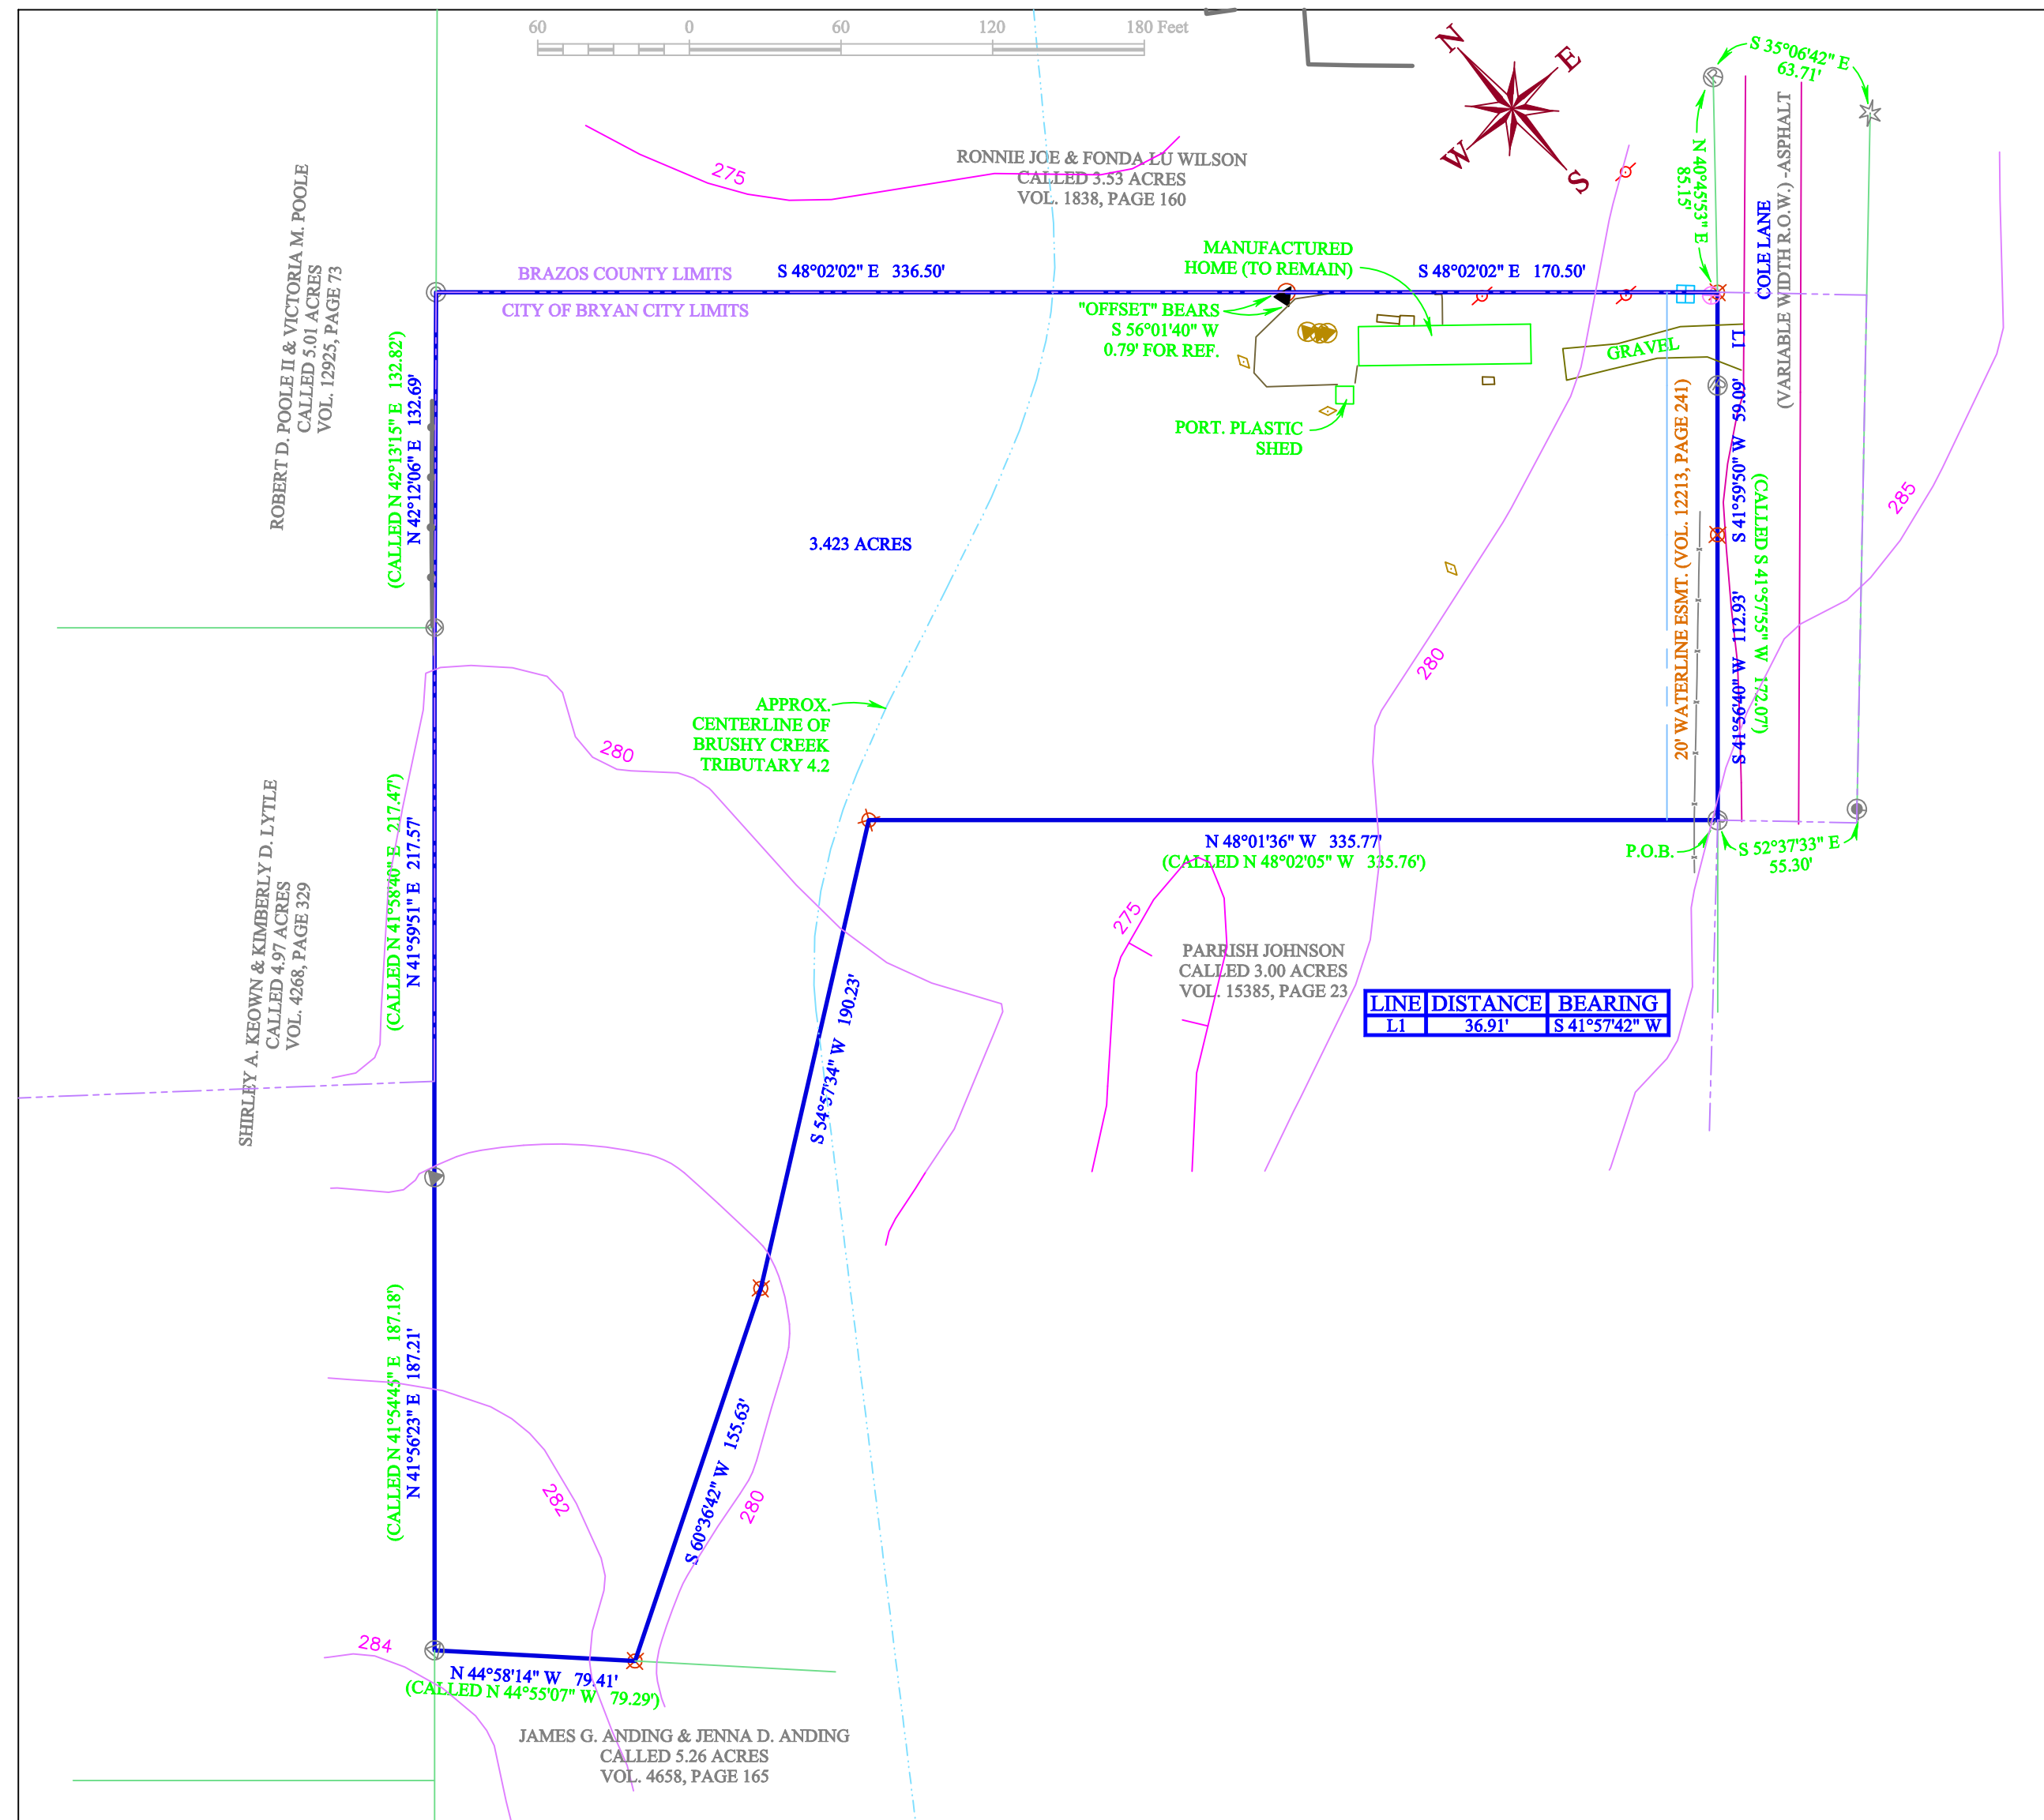 60 0 60 120 180 Feet
N
E
W
S
S 35°06'42" E
63.71'
N 40°45'53" E
85.15'
275
RONNIE JOE & FONDA LU WILSON
CALLED 3.53 ACRES
VOL. 1838, PAGE 160
ROBERT D. POOLE II & VICTORIA M. POOLE
CALLED 5.01 ACRES
VOL. 12925, PAGE 73
MANUFACTURED
HOME (TO REMAIN)
BRAZOS COUNTY LIMITS
S 48°02'02" E 336.50'
S 48°02'02" E 170.50'
CITY OF BRYAN CITY LIMITS
"OFFSET" BEARS
S 56°01'40" W
0.79' FOR REF.
COLE LANE
(VARIABLE WIDTH R.O.W.) -ASPHALT
GRAVEL
L1
PORT. PLASTIC
SHED
(CALLED N 42°13'15" E 132.82')
N 42°12'06" E 132.69'
3.423 ACRES
20' WATERLINE ESMT. (VOL. 12213, PAGE 241)
S 41°59'50" W 59.09'
S 41°56'40" W 112.93'
(CALLED S 41°57'55" W 172.07')
285
280
280
APPROX.
CENTERLINE OF
BRUSHY CREEK
TRIBUTARY 4.2
(CALLED N 41°58'40" E 217.47')
N 41°59'51" E 217.57'
SHIRLEY A. KEOWN & KIMBERLY D. LYTLE
CALLED 4.97 ACRES
VOL. 4268, PAGE 329
N 48°01'36" W 335.77'
(CALLED N 48°02'05" W 335.76')
P.O.B.
S 52°37'33" E
55.30'
275
PARRISH JOHNSON
CALLED 3.00 ACRES
VOL. 15385, PAGE 23
LINE DISTANCE BEARING
L1 36.91' S 41°57'42" W
S 54°57'34" W 190.23'
(CALLED N 41°54'45" E 187.18')
N 41°56'23" E 187.21'
S 60°36'42" W 155.63'
282
280
284
N 44°58'14" W 79.41'
(CALLED N 44°55'07" W 79.29')
JAMES G. ANDING & JENNA D. ANDING
CALLED 5.26 ACRES
VOL. 4658, PAGE 165